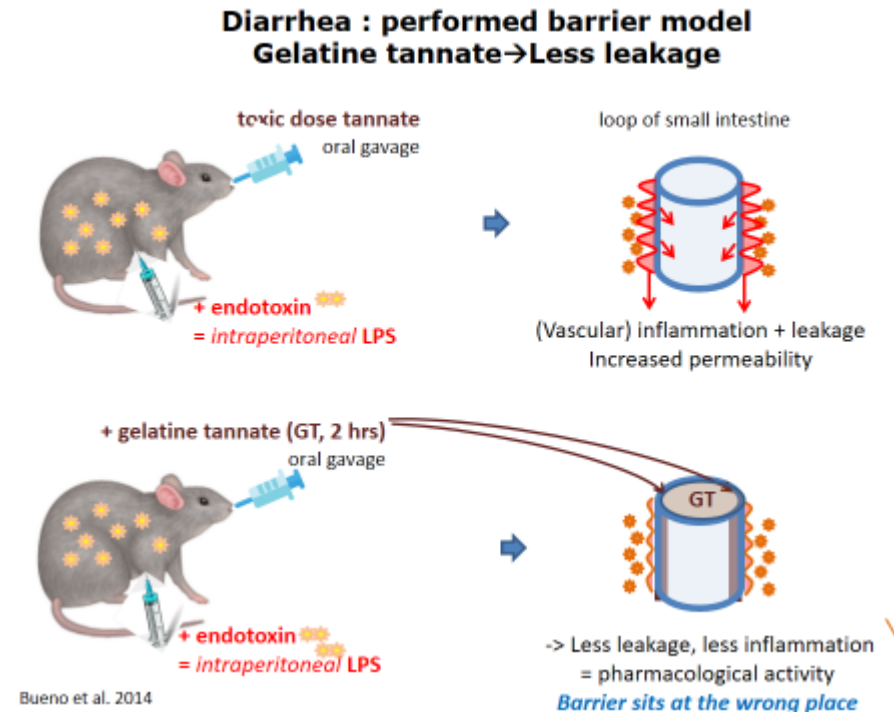 Diarrhea : performed barrier model
Gelatine tannate→Less leakage
toxic dose tannate
oral gavage
loop of small intestine
+ endotoxin
= intraperitoneal LPS
(Vascular) inflammation + leakage
Increased permeability
+ gelatine tannate (GT, 2 hrs)
oral gavage
GT
+ endotoxin
= intraperitoneal LPS
-> Less leakage, less inflammation
= pharmacological activity
Barrier sits at the wrong place
Bueno et al. 2014